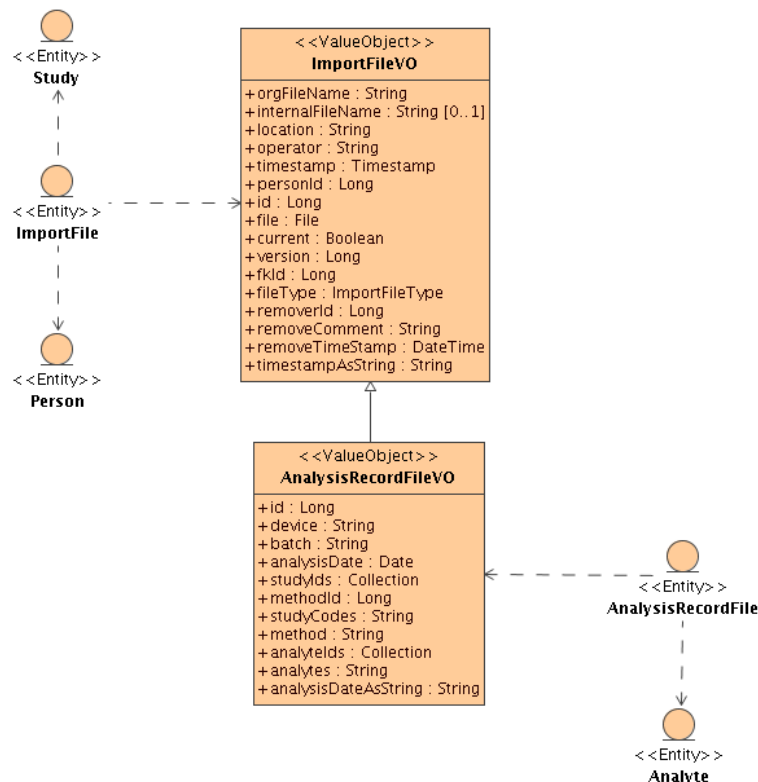 <<Entity>>
Study
<<Entity>>
ImportFile
<<Entity>>
Person
<<ValueObject>>
ImportFileVO
+orgFileName : String
+internalFileName : String [0..1]
+location : String
+operator : String
+timestamp : Timestamp
+personId : Long
+id : Long
+file : File
+current : Boolean
+version : Long
+fkId : Long
+fileType : ImportFileType
+removerId : Long
+removeComment : String
+removeTimeStamp : DateTime
+timestampAsString : String
<<ValueObject>>
AnalysisRecordFileVO
+id : Long
+device : String
+batch : String
+analysisDate : Date
+studyIds : Collection
+methodId : Long
+studyCodes : String
+method : String
+analyteIds : Collection
+analytes : String
+analysisDateAsString : String
<<Entity>>
AnalysisRecordFile
<<Entity>>
Analyte